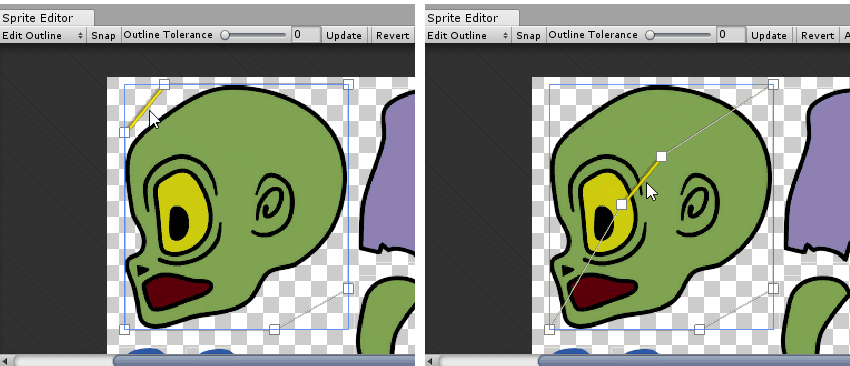 Sprite Editor
Edit Outline Snap Outline Tolerance 0 Update Revert
Sprite Editor
Edit Outline Snap Outline Tolerance 0 Update Revert A